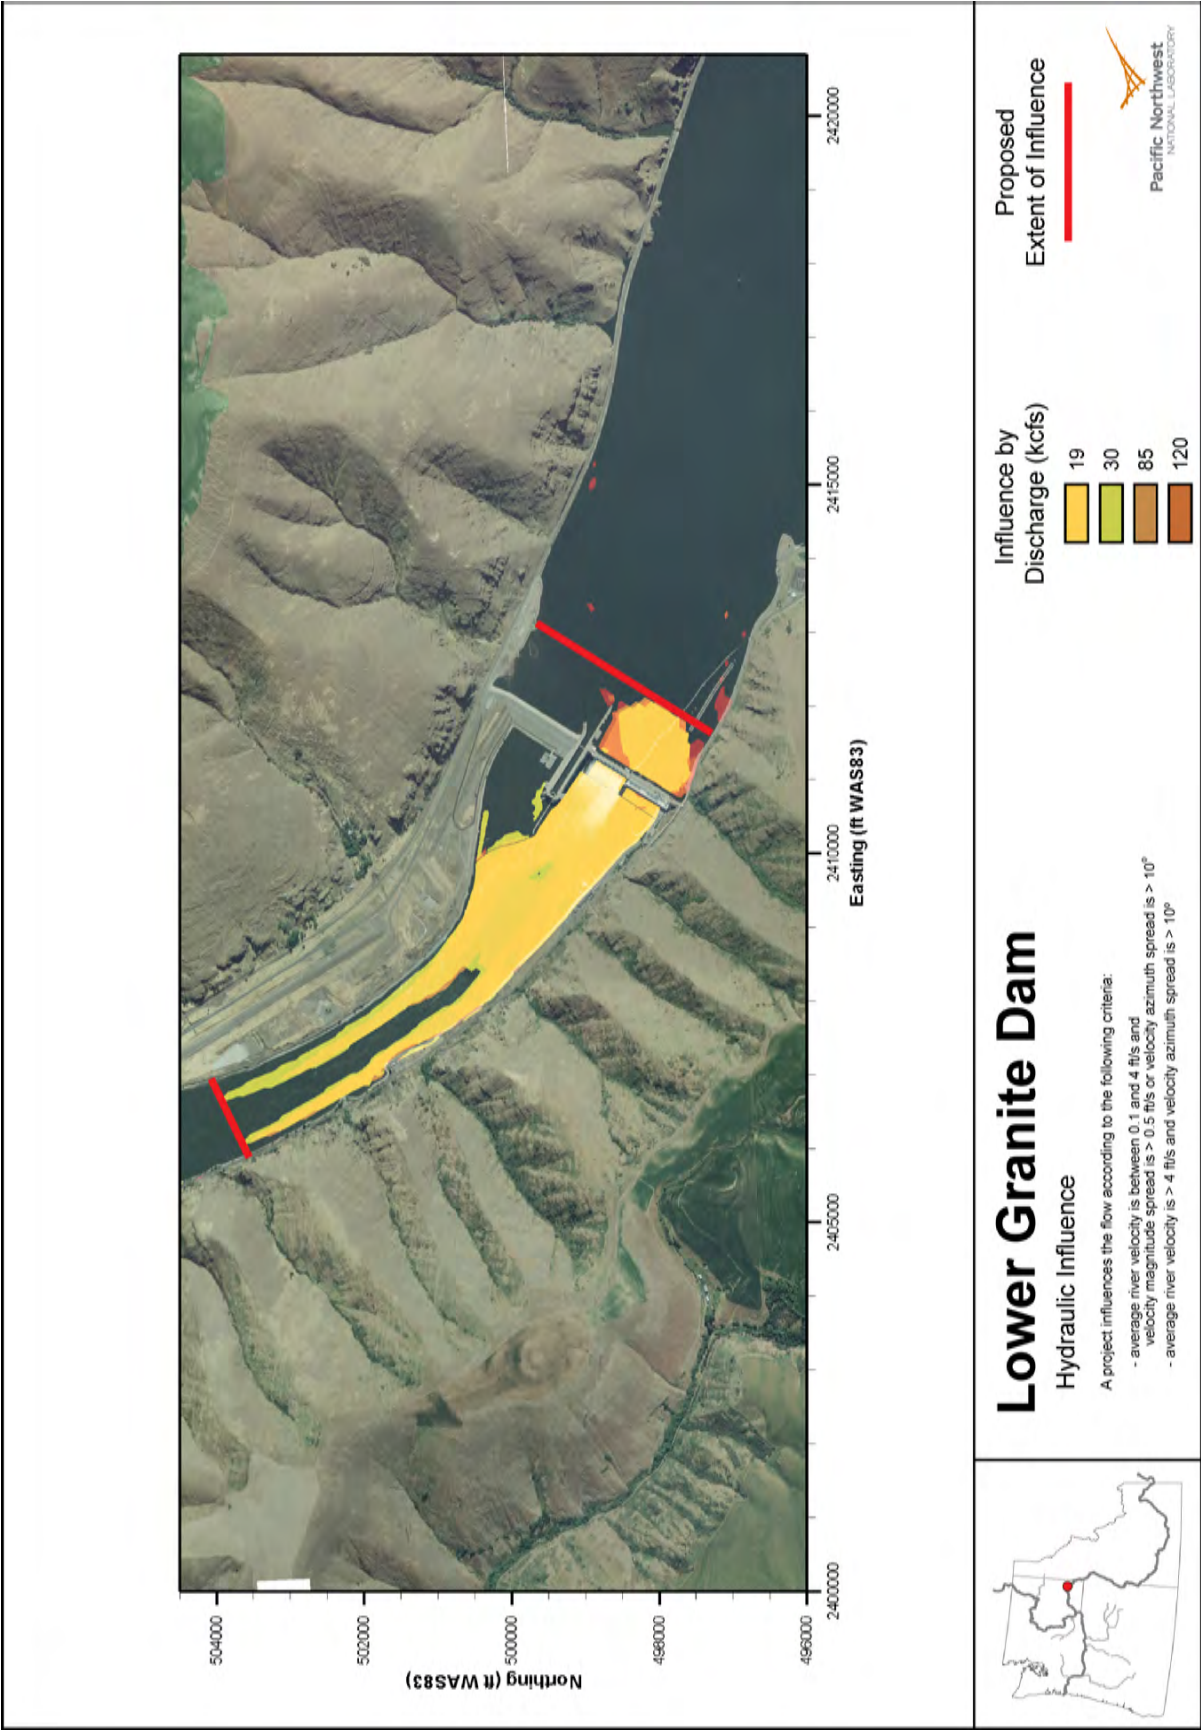 504000
502000
500000
498000
496000
Northing (ft WAS83)
2400000
2405000
2410000
2415000
2420000
Easting (ft WAS83)
Lower Granite Dam
Hydraulic Influence
A project influences the flow according to the following criteria:
- average river velocity is between 0.1 and 4 ft/s and
velocity magnitude spread is > 0.5 ft/s or velocity azimuth spread is > 10°
- average river velocity is > 4 ft/s and velocity azimuth spread is > 10°
Influence by
Discharge (kcfs)
19
30
85
120
Proposed
Extent of Influence
Pacific Northwest
NATIONAL LABORATORY